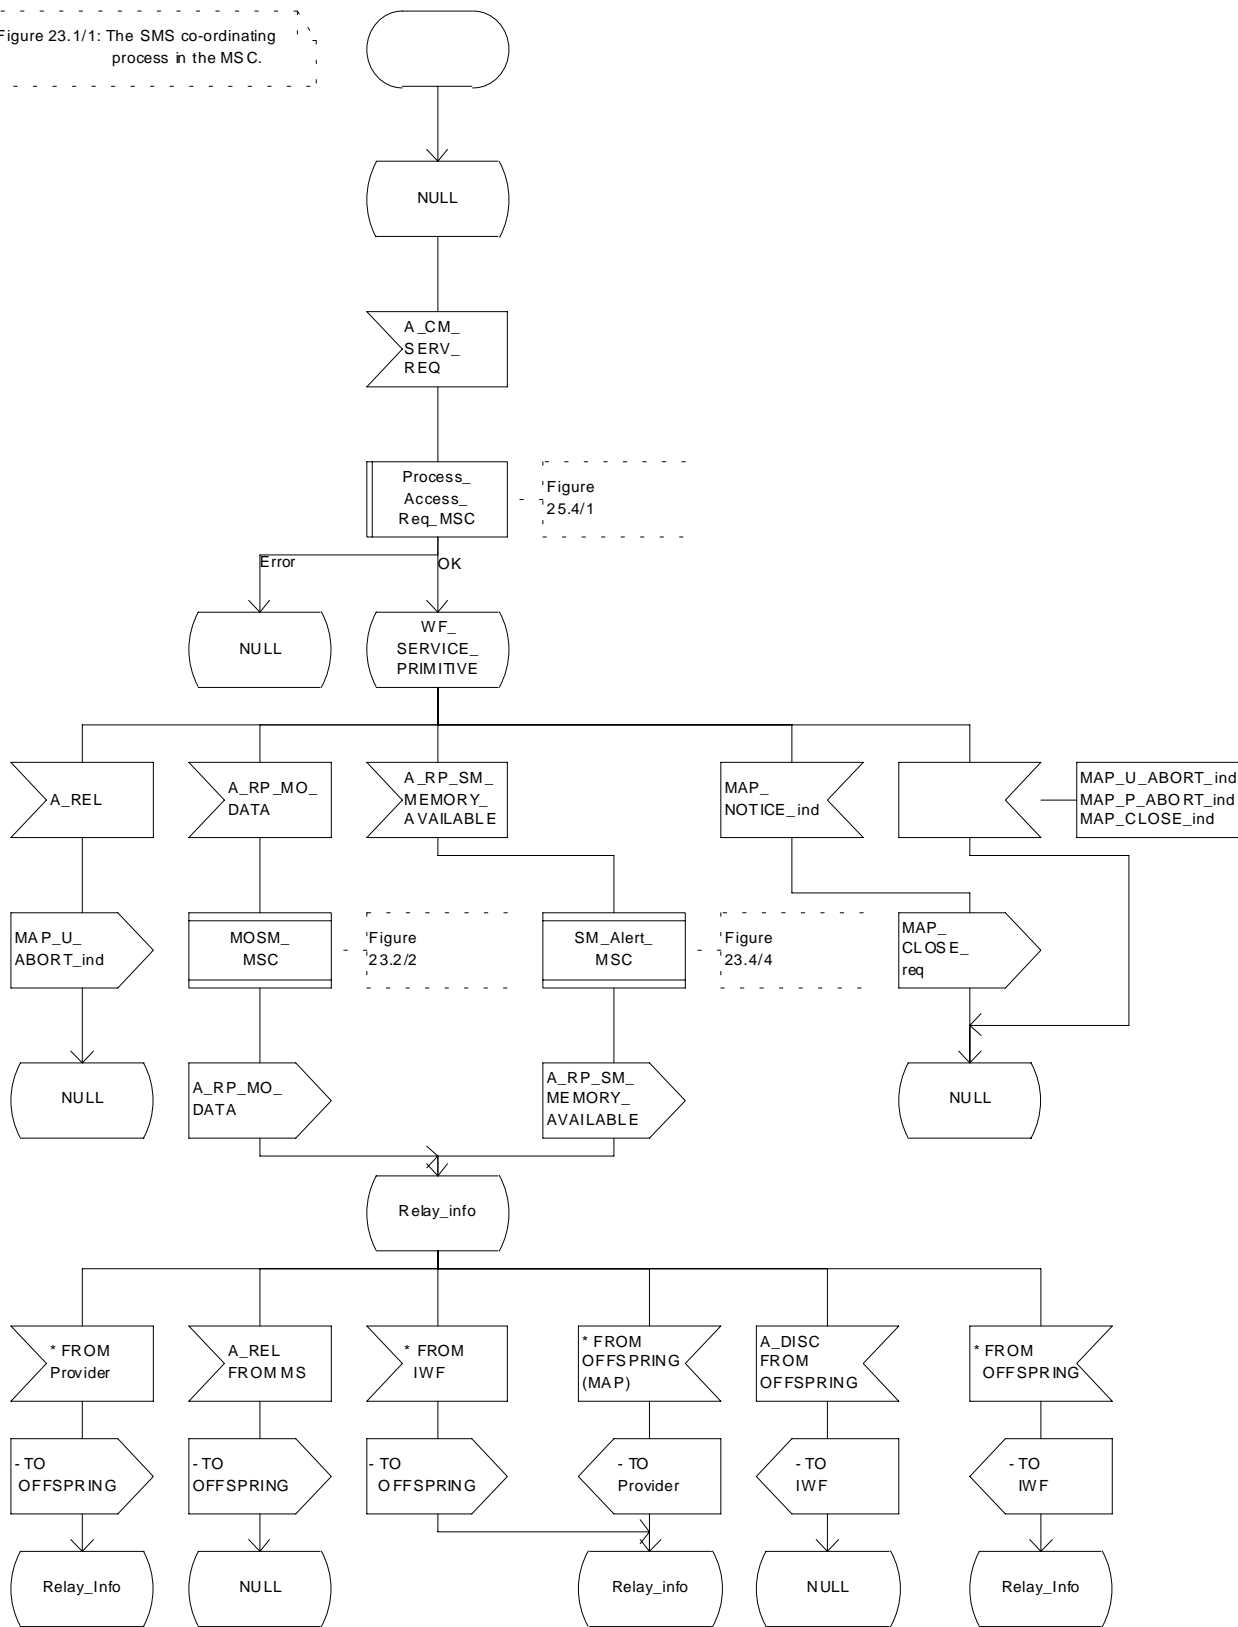 Figure 23.1/1: The SMS co-ordinating
process in the MSC.
NULL
A_CM_
SERV_
REQ
Process_
Access_
Req_MSC
Figure
25.4/1
Error
OK
NULL
WF_
SERVICE_
PRIMITIVE
A_REL
A_RP_MO_
DATA
A_RP_SM_
MEMORY_
AVAILABLE
MAP_
NOTICE_ind
MAP_U_ABORT_ind
MAP_P_ABORT_ind
MAP_CLOSE_ind
MAP_U_
ABORT_ind
MOSM_
MSC
Figure
23.2/2
SM_Alert_
MSC
Figure
23.4/4
MAP_
CLOSE_
req
NULL
A_RP_MO_
DATA
A_RP_SM_
MEMORY_
AVAILABLE
NULL
Relay_info
* FROM
Provider
A_REL
FROM MS
* FROM
IWF
* FROM
OFFSPRING
(MAP)
A_DISC
FROM
OFFSPRING
* FROM
OFFSPRING
- TO
OFFSPRING
- TO
OFFSPRING
- TO
OFFSPRING
- TO
Provider
- TO
IWF
- TO
IWF
Relay_Info
NULL
Relay_info
NULL
Relay_Info